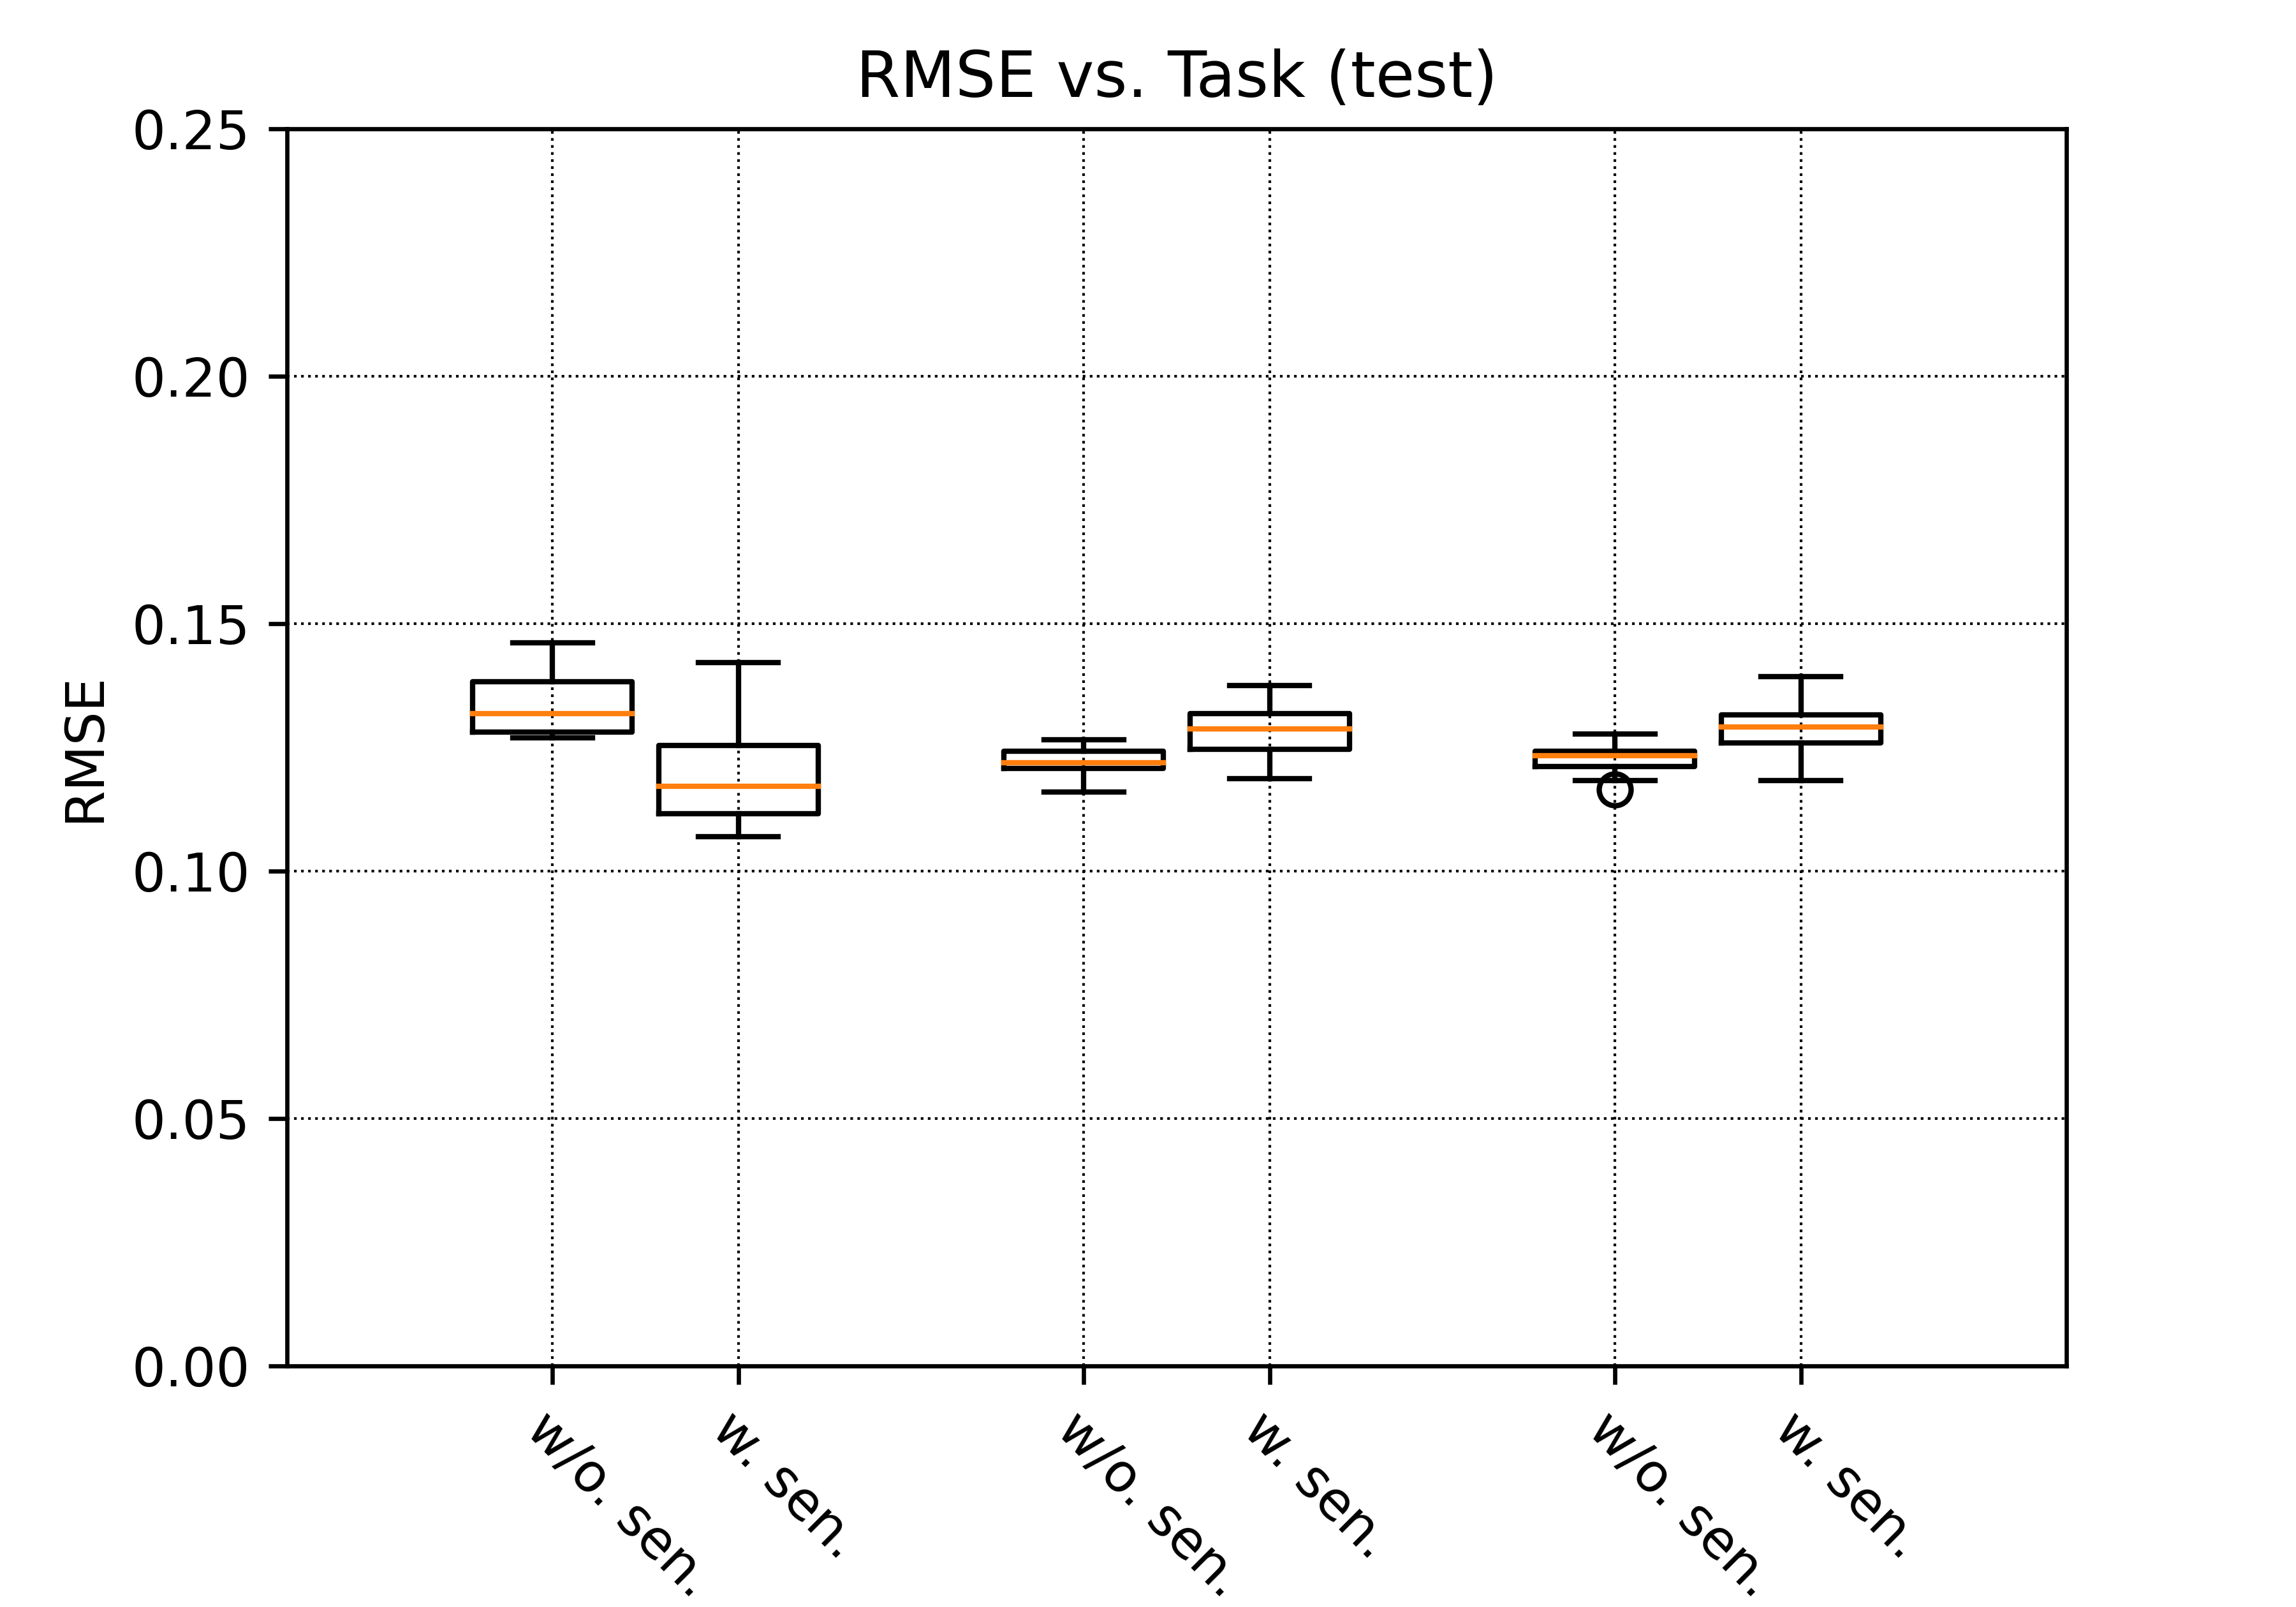 RMSE vs. Task (test)
0.25
0.20
0.15
0.10
0.05
0.00
RMSE
w/o. sen.
w. sen.
w/o. sen.
w. sen.
w/o. sen.
w. sen.